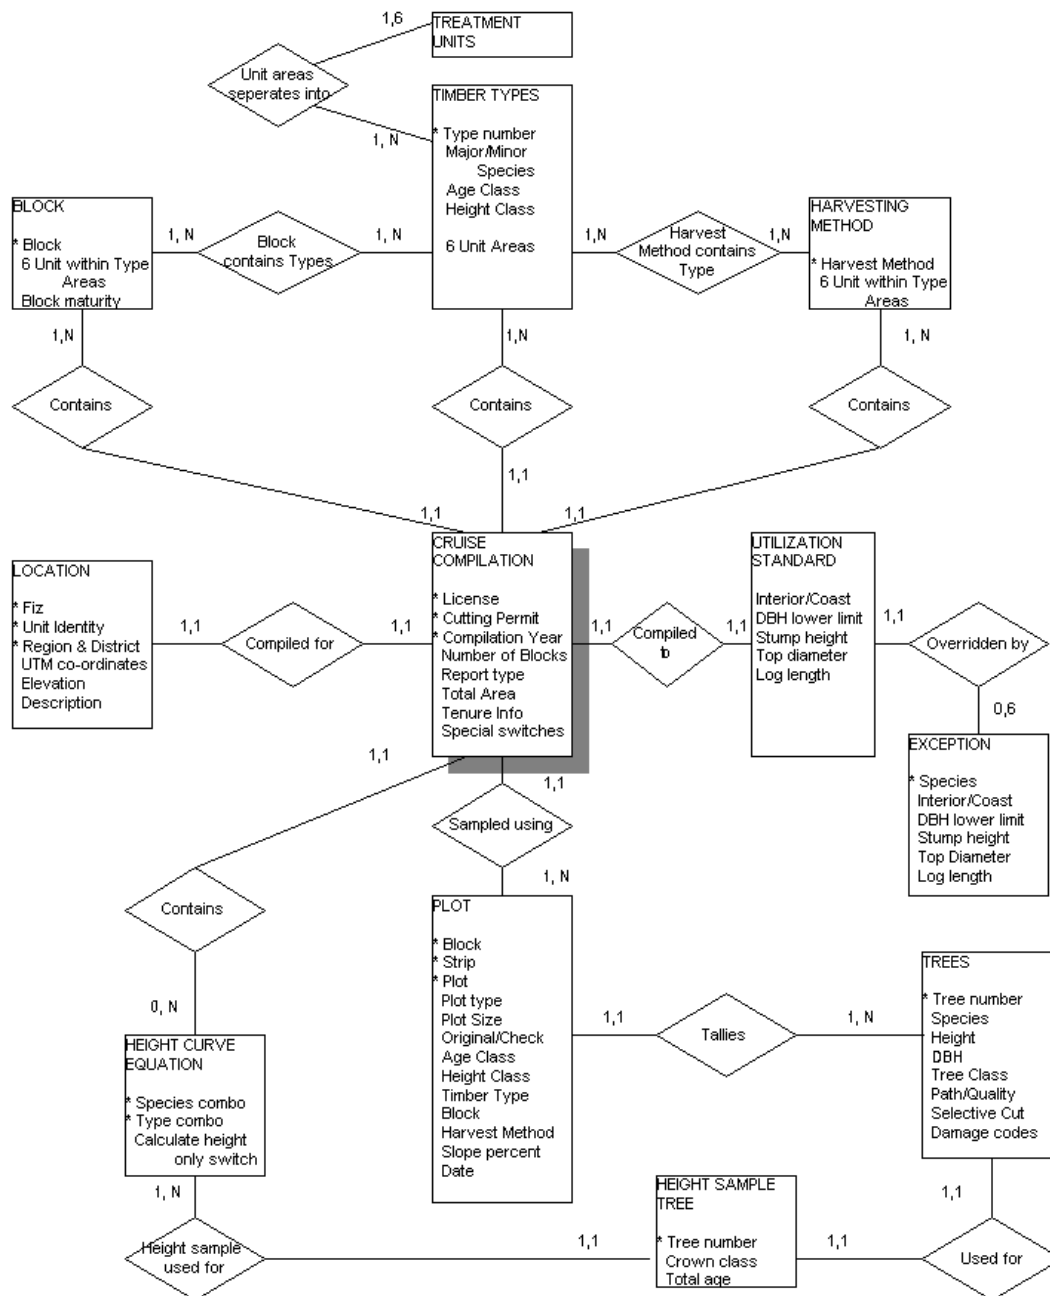 1,6
TREATMENT
UNITS
Unit areas
seperates into
1, N
TIMBER TYPES
* Type number
Major/Minor
Species
Age Class
Height Class
6 Unit Areas
BLOCK
* Block
6 Unit within Type
Areas
Block maturity
1, N
Block
contains Types
1, N
1,N
Harvest
Method contains
Type
1,N
HARVESTING
METHOD
* Harvest Method
6 Unit within Type
Areas
1,N
1,N
1, N
Contains
Contains
Contains
1,1
1,1
1,1
LOCATION
* Fiz
* Unit Identity
* Region & District
UTM co-ordinates
Elevation
Description
1,1
Compiled for
1,1
CRUISE
COMPILATION
* License
* Cutting Permit
* Compilation Year
Number of Blocks
Report type
Total Area
Tenure Info
Special switches
1,1
Compiled
to
1,1
UTILIZATION
STANDARD
Interior/Coast
DBH lower limit
Stump height
Top diameter
Log length
1,1
Overridden by
0,6
EXCEPTION
* Species
Interior/Coast
DBH lower limit
Stump height
Top Diameter
Log length
1,1
1,1
Sampled using
1, N
Contains
0, N
PLOT
* Block
* Strip
* Plot
Plot type
Plot Size
Original/Check
Age Class
Height Class
Timber Type
Block
Harvest Method
Slope percent
Date
1,1
Tallies
1, N
TREES
* Tree number
Species
Height
DBH
Tree Class
Path/Quality
Selective Cut
Damage codes
HEIGHT CURVE
EQUATION
* Species combo
* Type combo
Calculate height
only switch
1, N
Height sample
used for
1,1
HEIGHT SAMPLE
TREE
* Tree number
Crown class
Total age
1,1
Used for
1,1